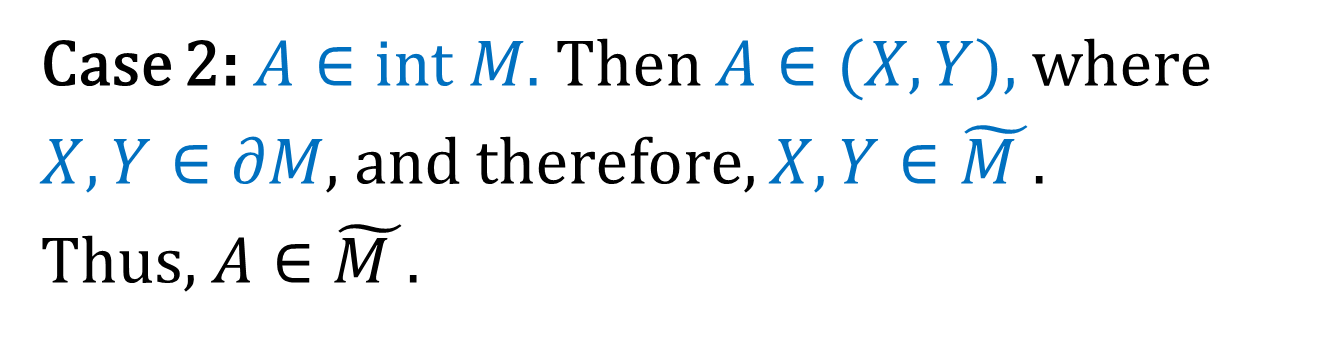 Case 2: A ∈ int M. Then A ∈ (X, Y), where
X, Y ∈ ∂M, and therefore, X, Y ∈ M̃ .
Thus, A ∈ M̃ .